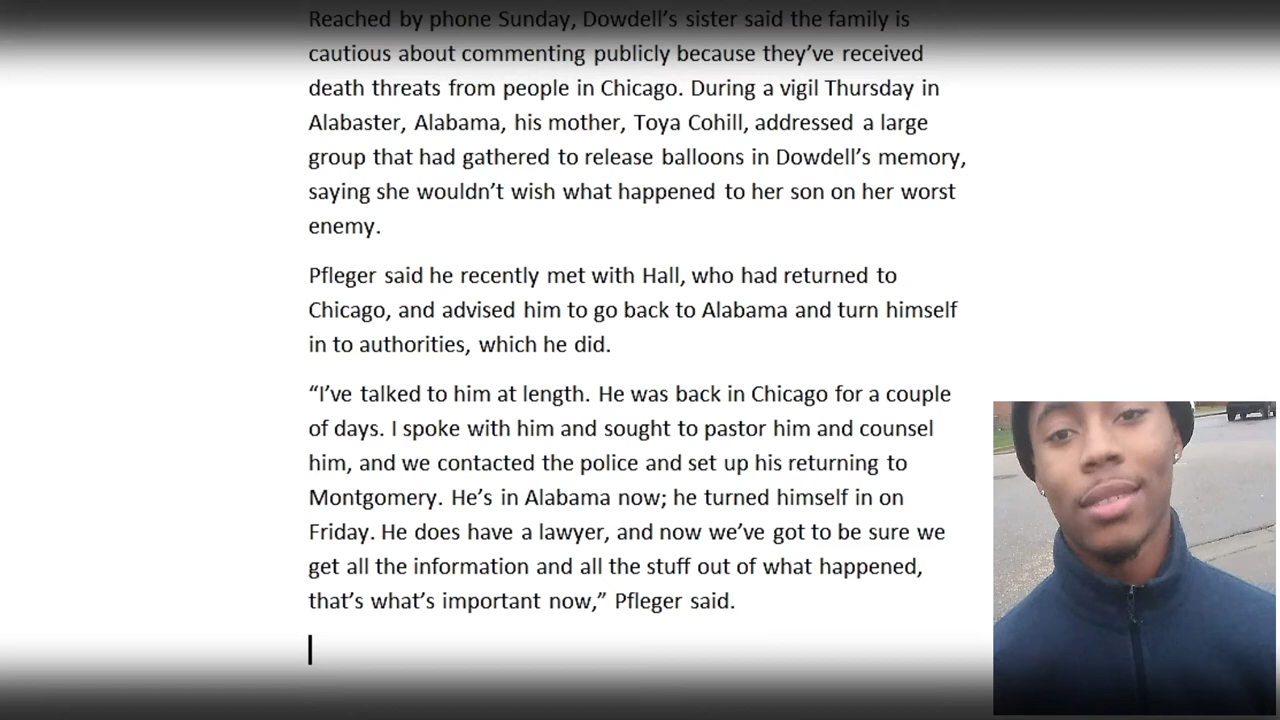 Reached by phone Sunday, Dowdell’s sister said the family is
cautious about commenting publicly because they’ve received
death threats from people in Chicago. During a vigil Thursday in
Alabaster, Alabama, his mother, Toya Cohill, addressed a large
group that had gathered to release balloons in Dowdell’s memory,
saying she wouldn’t wish what happened to her son on her worst
enemy.
Pfleger said he recently met with Hall, who had returned to
Chicago, and advised him to go back to Alabama and turn himself
in to authorities, which he did.
“I’ve talked to him at length. He was back in Chicago for a couple
of days. I spoke with him and sought to pastor him and counsel
him, and we contacted the police and set up his returning to
Montgomery. He’s in Alabama now; he turned himself in on
Friday. He does have a lawyer, and now we’ve got to be sure we
get all the information and all the stuff out of what happened,
that’s what’s important now,” Pfleger said.